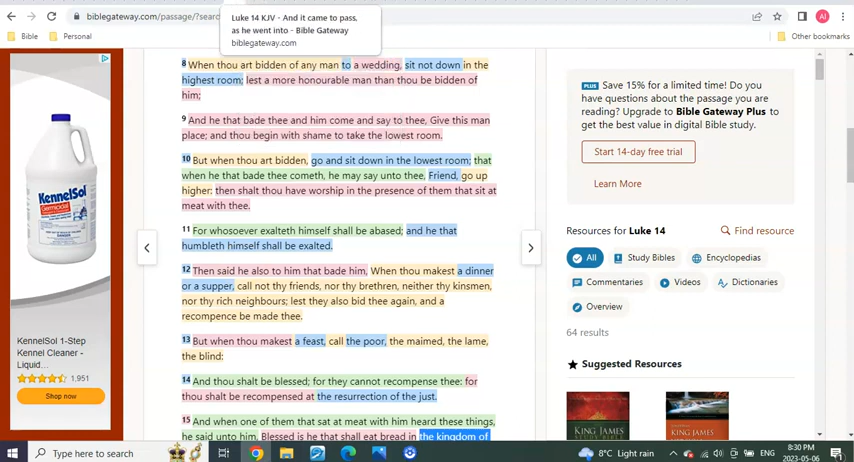 biblegateway.com/passage/?sear
Luke 14 KJV - And it came to pass,
as he went into - Bible Gateway
biblegateway.com
AI
Bible
Personal
Other bookmarks
8 When thou art bidden of any man to a wedding, sit not down in the
highest room; lest a more honourable man than thou be bidden of
him;
9 And he that bade thee and him come and say to thee, Give this man
place; and thou begin with shame to take the lowest room.
10 But when thou art bidden, go and sit down in the lowest room; that
when he that bade thee cometh, he may say unto thee, Friend, go up
higher: then shalt thou have worship in the presence of them that sit at
meat with thee.
11 For whosoever exalteth himself shall be abased; and he that
humbleth himself shall be exalted.
12 Then said he also to him that bade him, When thou makest a dinner
or a supper, call not thy friends, nor thy brethren, neither thy kinsmen,
nor thy rich neighbours; lest they also bid thee again, and a
recompence be made thee.
13 But when thou makest a feast, call the poor, the maimed, the lame,
the blind:
14 And thou shalt be blessed; for they cannot recompense thee: for
thou shalt be recompensed at the resurrection of the just.
15 And when one of them that sat at meat with him heard these things,
he said unto him, Blessed is he that shall eat bread in the kingdom of
KennelSol
Germicidal
KennelSol 1-Step
Kennel Cleaner -
Liquid...
1,951
Shop now
PLUS Save 15% for a limited time! Do you
have questions about the passage you are
reading? Upgrade to Bible Gateway Plus to
get the best value in digital Bible study.
Start 14-day free trial
Learn More
Resources for Luke 14
Find resource
All
Study Bibles
Encyclopedias
Commentaries
Videos
Dictionaries
Overview
64 results
Suggested Resources
KING JAMES
STUDY BIBLE
KING JAMES
Type here to search
8°C Light rain
ENG
8:30 PM
2023-05-06